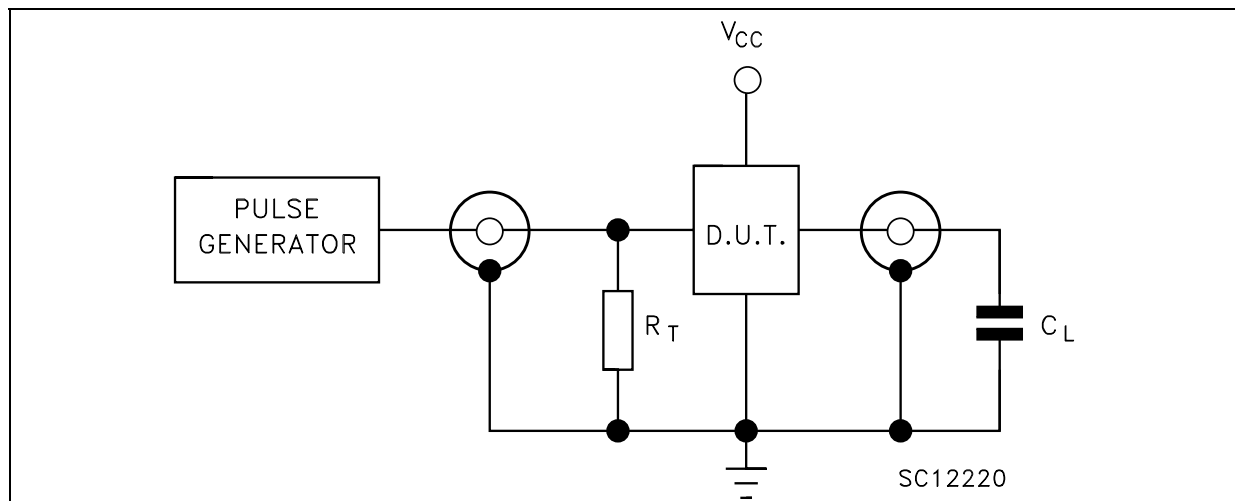 VCC
PULSE
GENERATOR
D.U.T.
RT
CL
SC12220